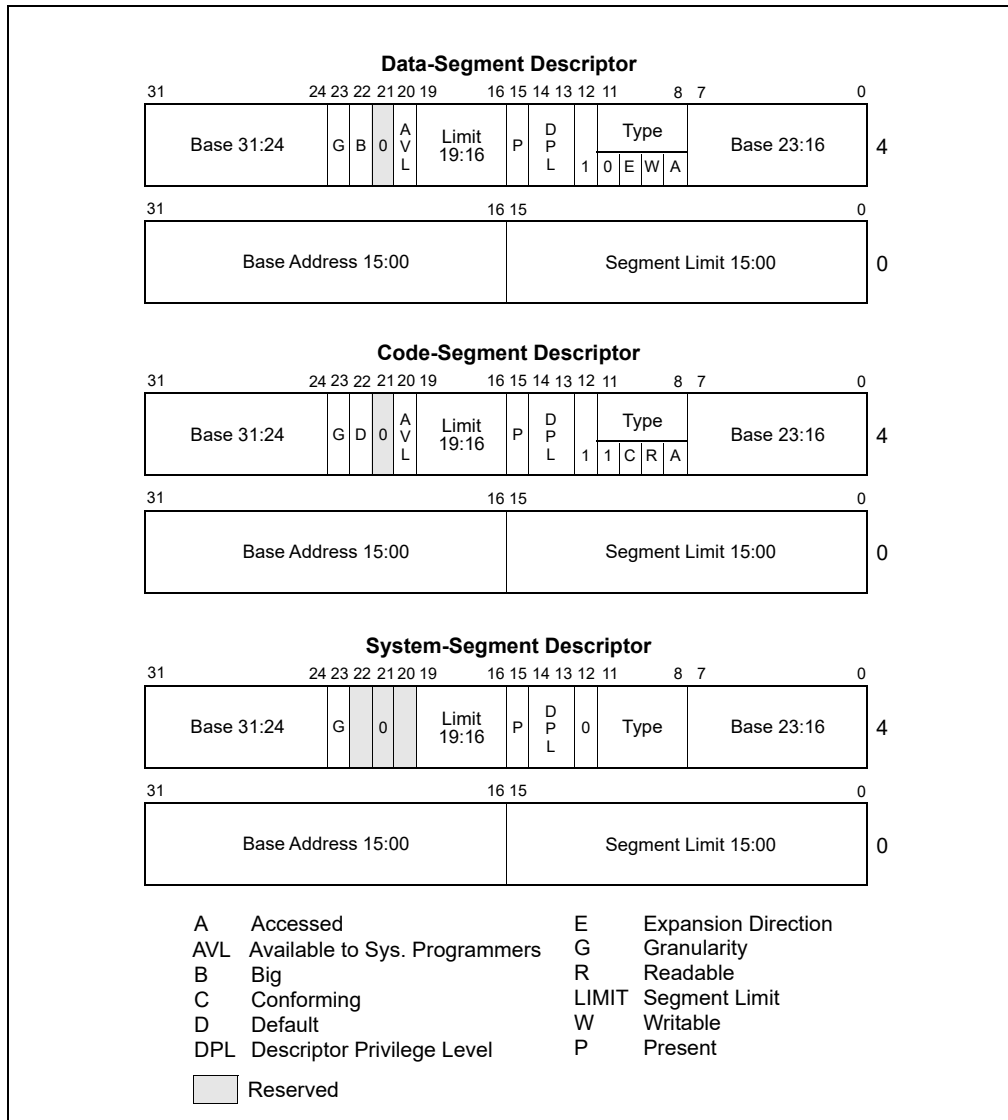 Data-Segment Descriptor
31 24 23 22 21 20 19 16 15 14 13 12 11 8 7 0
Base 31:24 G B 0 A V L Limit 19:16 P D P L 1 Type 0 E W A Base 23:16 4
31 16 15 0
Base Address 15:00 Segment Limit 15:00 0
Code-Segment Descriptor
31 24 23 22 21 20 19 16 15 14 13 12 11 8 7 0
Base 31:24 G D 0 A V L Limit 19:16 P D P L 1 Type 1 C R A Base 23:16 4
31 16 15 0
Base Address 15:00 Segment Limit 15:00 0
System-Segment Descriptor
31 24 23 22 21 20 19 16 15 14 13 12 11 8 7 0
Base 31:24 G 0 Limit 19:16 P D P L 0 Type Base 23:16 4
31 16 15 0
Base Address 15:00 Segment Limit 15:00 0
A Accessed
AVL Available to Sys. Programmers
B Big
C Conforming
D Default
DPL Descriptor Privilege Level
E Expansion Direction
G Granularity
R Readable
LIMIT Segment Limit
W Writable
P Present
Reserved